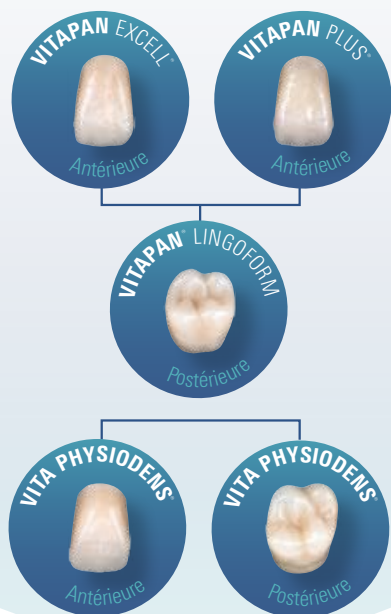 VITAPAN EXCELL®
Antérieure
VITAPAN PLUS®
Antérieure
VITAPAN® LINGOFORM
Postérieure
VITA PHYSIODENS®
Antérieure
VITA PHYSIODENS®
Postérieure